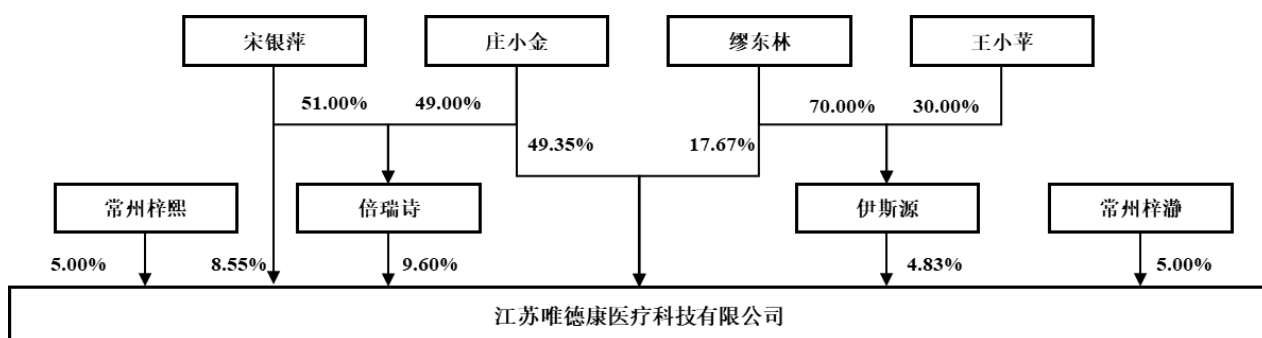 宋银萍 庄小金 缪东林 王小苹
51.00% 49.00% 70.00% 30.00%
49.35% 17.67%
常州梓熙 倍瑞诗 伊斯源 常州梓瀞
5.00% 8.55% 9.60% 4.83% 5.00%
江苏唯德康医疗科技有限公司